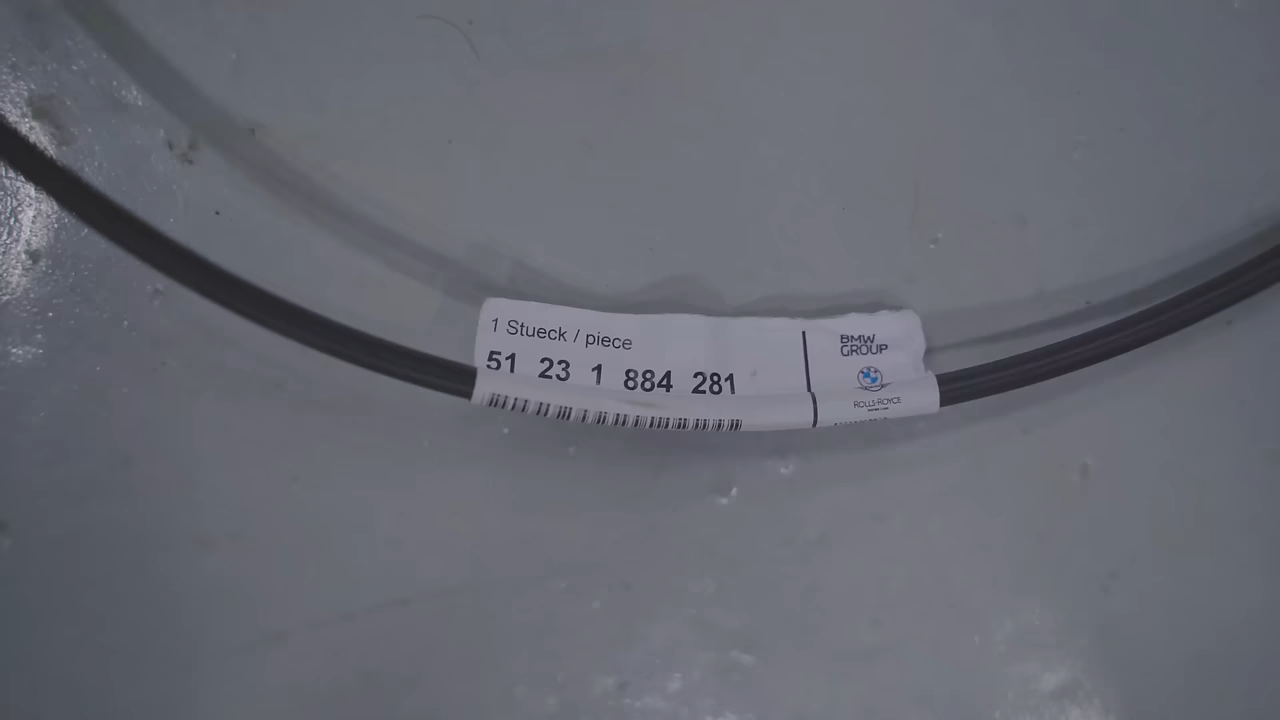 1 Stueck / piece
51 23 1 884 281
BMW
GROUP
ROLLS-ROYCE